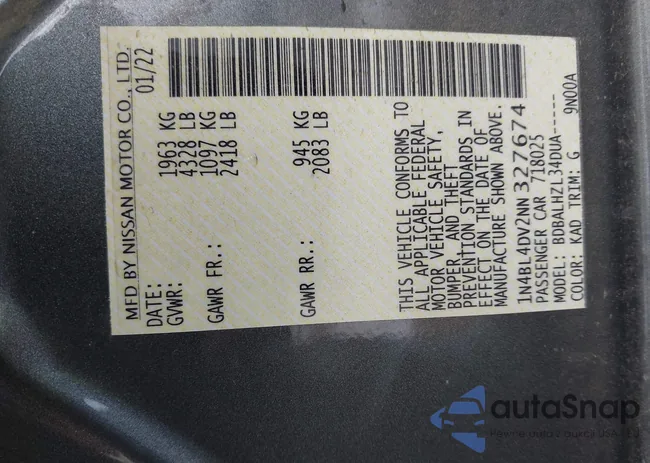 MFD BY NISSAN MOTOR CO., LTD.
DATE: 01/22
GVWR: 1963 KG
4328 LB
GAWR FR.: 1097 KG
2418 LB
GAWR RR.: 945 KG
2083 LB
THIS VEHICLE CONFORMS TO
ALL APPLICABLE FEDERAL
MOTOR VEHICLE SAFETY,
BUMPER, AND THEFT
PREVENTION STANDARDS IN
EFFECT ON THE DATE OF
MANUFACTURE SHOWN ABOVE.
1N4BL4DV2NN327674
PASSENGER CAR 718025
MODEL: BDBALHZL34DUA-----
COLOR: KAD TRIM: G 9N00A
autoSnap